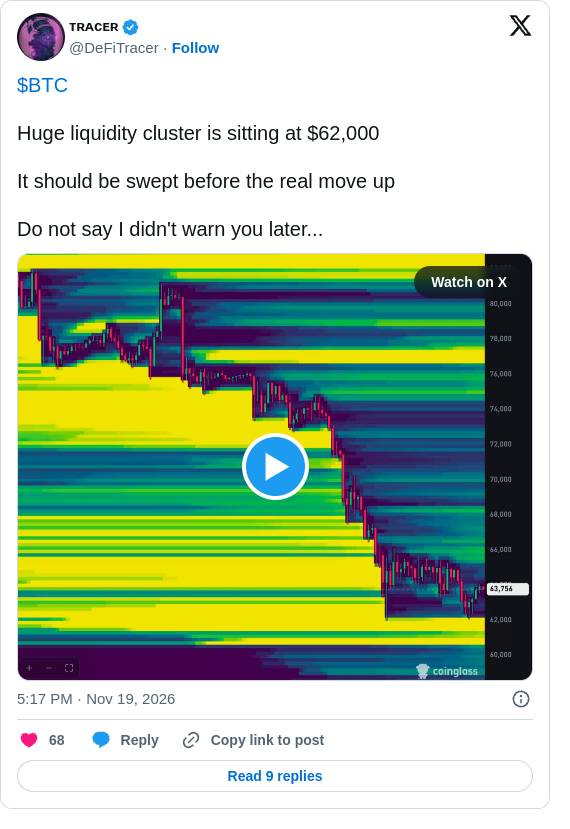 TRACER
@DeFiTracer · Follow
$BTC
Huge liquidity cluster is sitting at $62,000
It should be swept before the real move up
Do not say I didn't warn you later...
Watch on X
80,000
78,000
76,000
74,000
72,000
70,000
68,000
66,000
63,756
62,000
60,000
coinglass
5:17 PM · Nov 19, 2026
68
Reply
Copy link to post
Read 9 replies